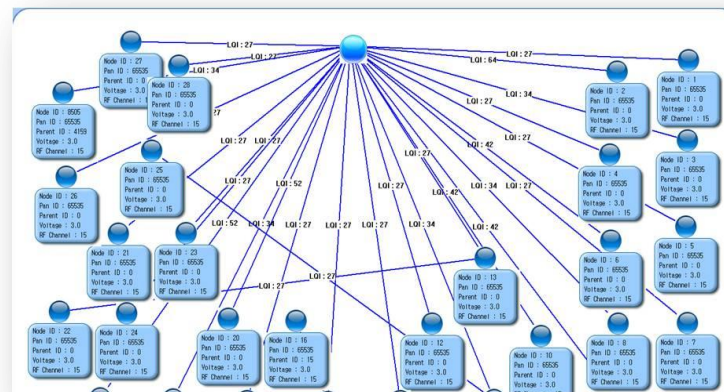 LQI : 27
LQI : 27
LQI : 27
LQI : 64
LQI : 34
LQI : 34
Node ID : 27
Pan ID : 65535
Parent ID : 0
Voltage : 3.0
Node ID : 28
Pan ID : 65535
Parent ID : 0
Voltage : 3.0
RF Channel : 15
Node ID : 2
Pan ID : 65535
Parent ID : 0
Voltage : 3.0
RF Channel : 15
Node ID : 1
Pan ID : 65535
Parent ID : 0
Voltage : 3.0
RF Channel : 15
Node ID : 8505
Pan ID : 65535
Parent ID : 4159
Voltage : 3.0
RF Channel : 15
LQI : 27
LQI : 27
LQI : 27
LQI : 27
LQI : 42
LQI : 27
Node ID : 25
Pan ID : 65535
Parent ID : 0
Voltage : 3.0
RF Channel : 15
Node ID : 4
Pan ID : 65535
Parent ID : 0
Voltage : 3.0
RF Channel : 15
Node ID : 3
Pan ID : 65535
Parent ID : 0
Voltage : 3.0
RF Channel : 15
Node ID : 26
Pan ID : 65535
Parent ID : 0
Voltage : 3.0
RF Channel : 15
LQI : 27
LQI : 52
LQI : 27
LQI : 42
LQI : 34
LQI : 27
LQI : 52
LQI : 34
LQI : 27
LQI : 27
LQI : 27
LQI : 34
LQI : 42
Node ID : 21
Pan ID : 65535
Parent ID : 0
Voltage : 3.0
RF Channel : 15
Node ID : 23
Pan ID : 65535
Parent ID : 0
Voltage : 3.0
RF Channel : 15
Node ID : 5
Pan ID : 65535
Parent ID : 0
Voltage : 3.0
RF Channel : 15
Node ID : 6
Pan ID : 65535
Parent ID : 0
Voltage : 3.0
RF Channel : 15
LQI : 27
LQI : 27
Node ID : 13
Pan ID : 65535
Parent ID : 0
Voltage : 3.0
RF Channel : 15
Node ID : 22
Pan ID : 65535
Parent ID : 0
Voltage : 3.0
RF Channel : 15
Node ID : 24
Pan ID : 65535
Parent ID : 0
Voltage : 3.0
RF Channel : 15
Node ID : 20
Pan ID : 65535
Parent ID : 0
Voltage : 3.0
RF Channel : 15
Node ID : 16
Pan ID : 65535
Parent ID : 15
Voltage : 3.0
RF Channel : 15
Node ID : 12
Pan ID : 65535
Parent ID : 0
Voltage : 3.0
RF Channel : 15
Node ID : 10
Pan ID : 65535
Parent ID : 0
Voltage : 3.0
Node ID : 8
Pan ID : 65535
Parent ID : 0
Voltage : 3.0
RF Channel : 15
Node ID : 7
Pan ID : 65535
Parent ID : 0
Voltage : 3.0
RF Channel : 15